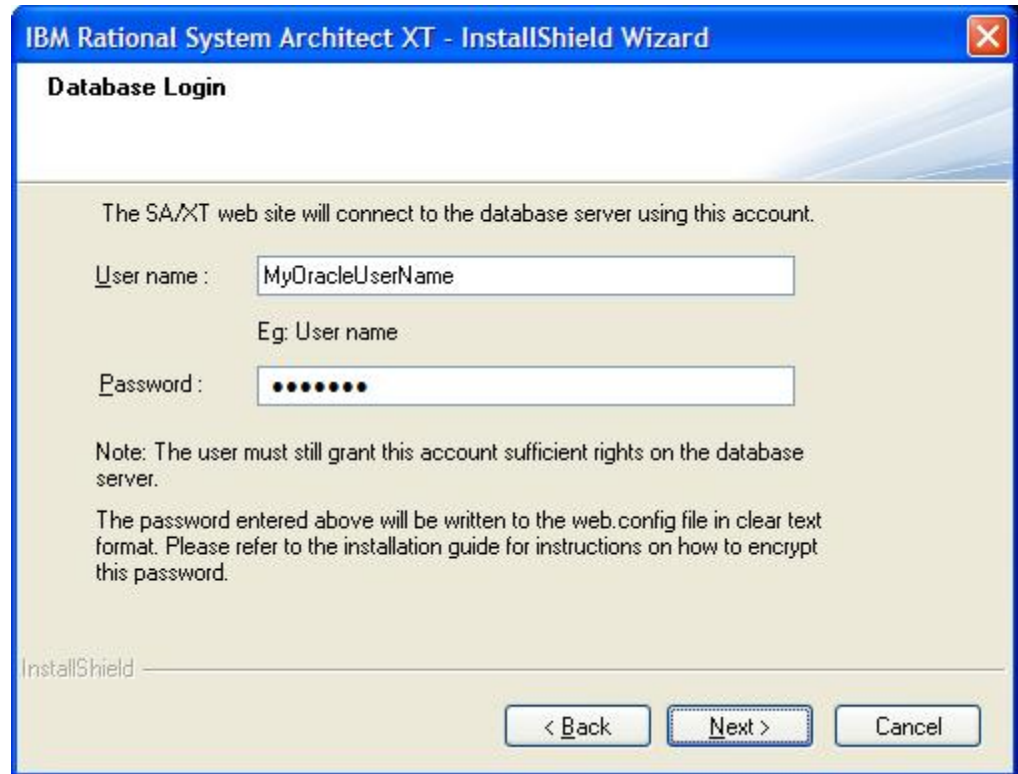 IBM Rational System Architect XT - InstallShield Wizard
Database Login
The SA/XT web site will connect to the database server using this account.
User name :
MyOracleUserName
Eg: User name
Password :
•••••••
Note: The user must still grant this account sufficient rights on the database
server.
The password entered above will be written to the web.config file in clear text
format. Please refer to the installation guide for instructions on how to encrypt
this password.
InstallShield
< Back
Next >
Cancel